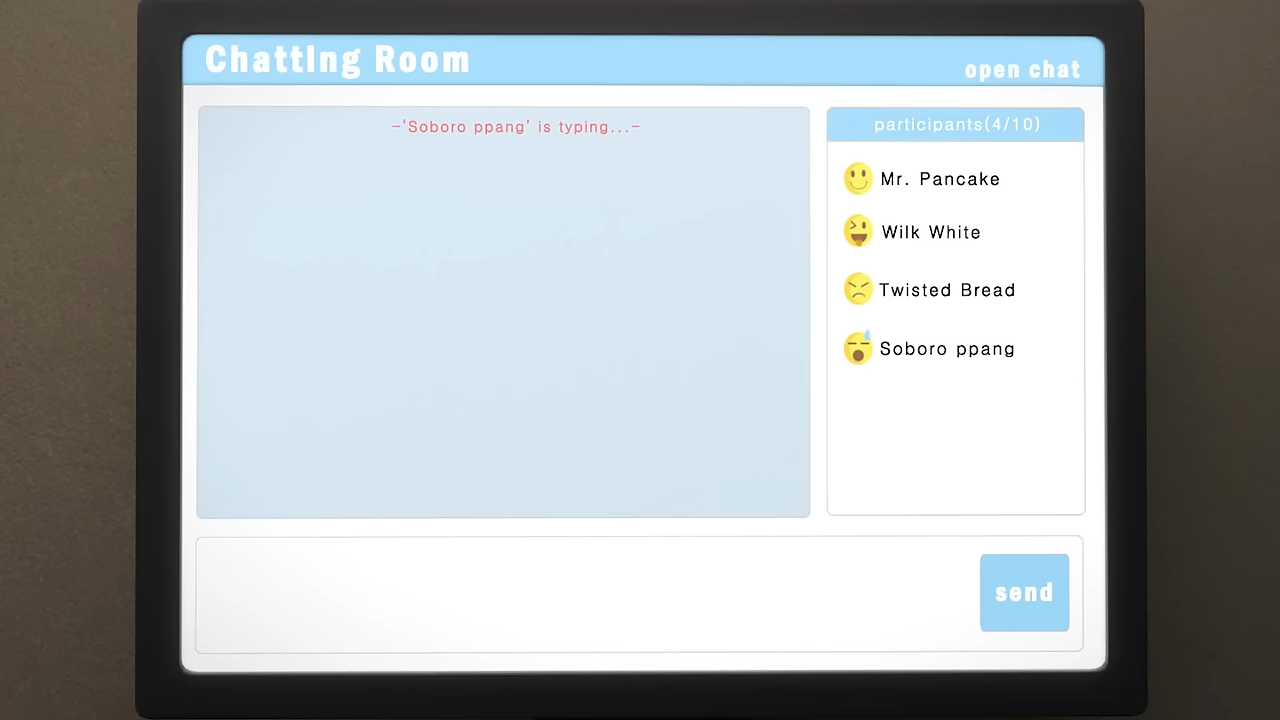 Chatting Room
open chat
-'Soboro ppang' is typing...-
participants(4/10)
Mr. Pancake
Wilk White
Twisted Bread
Soboro ppang
send